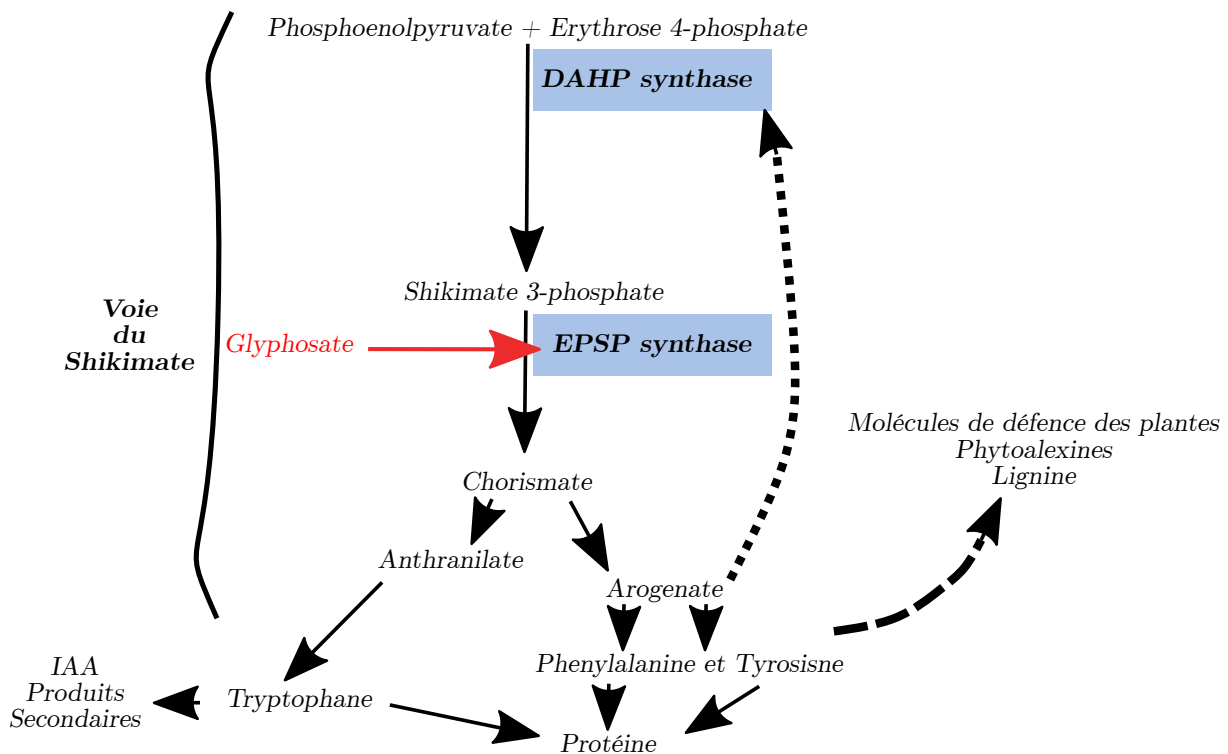 Phosphoenolpyruvate + Erythrose 4-phosphate
DAHP synthase
Shikimate 3-phosphate
Voie
du
Shikimate
Glyphosate
EPSP synthase
Molécules de défence des plantes
Phytoalexines
Lignine
Chorismate
Anthranilate
Arogenate
Phenylalanine et Tyrosisne
IAA
Produits
Secondaires
Tryptophane
Protéine